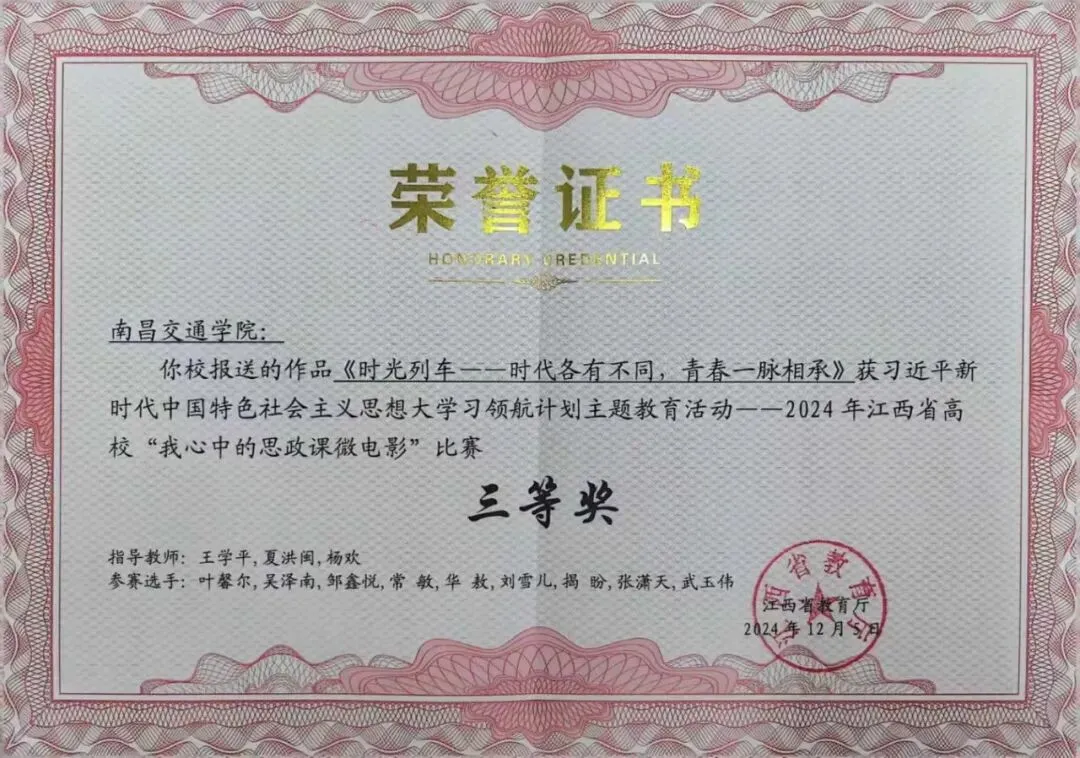 荣誉证书
HONORARY CREDENTIAL
南昌交通学院：
你校报送的作品《时光列车——时代各有不同，青春一脉相承》获习近平新
时代中国特色社会主义思想大学习领航计划主题教育活动——2024年江西省高
校“我心中的思政课微电影”比赛
三等奖
指导教师：王学平,夏洪闽,杨欢
参赛选手：叶馨尔,吴泽南,邹鑫悦,常 敏,华 敖,刘雪儿,揭 盼,张潇天,武玉伟
江西省教育厅
江西省教育厅
2024年12月5日